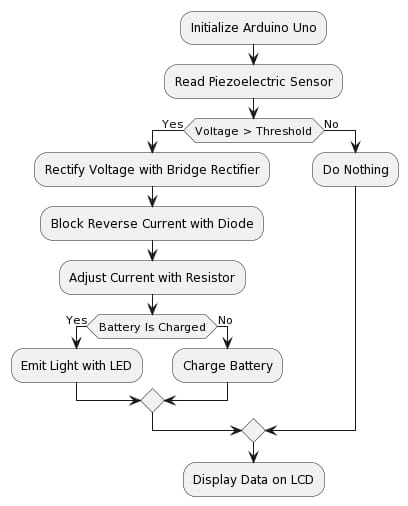 Initialize Arduino Uno
Read Piezoelectric Sensor
Yes
Voltage > Threshold
No
Rectify Voltage with Bridge Rectifier
Do Nothing
Block Reverse Current with Diode
Adjust Current with Resistor
Yes
Battery Is Charged
No
Emit Light with LED
Charge Battery
Display Data on LCD